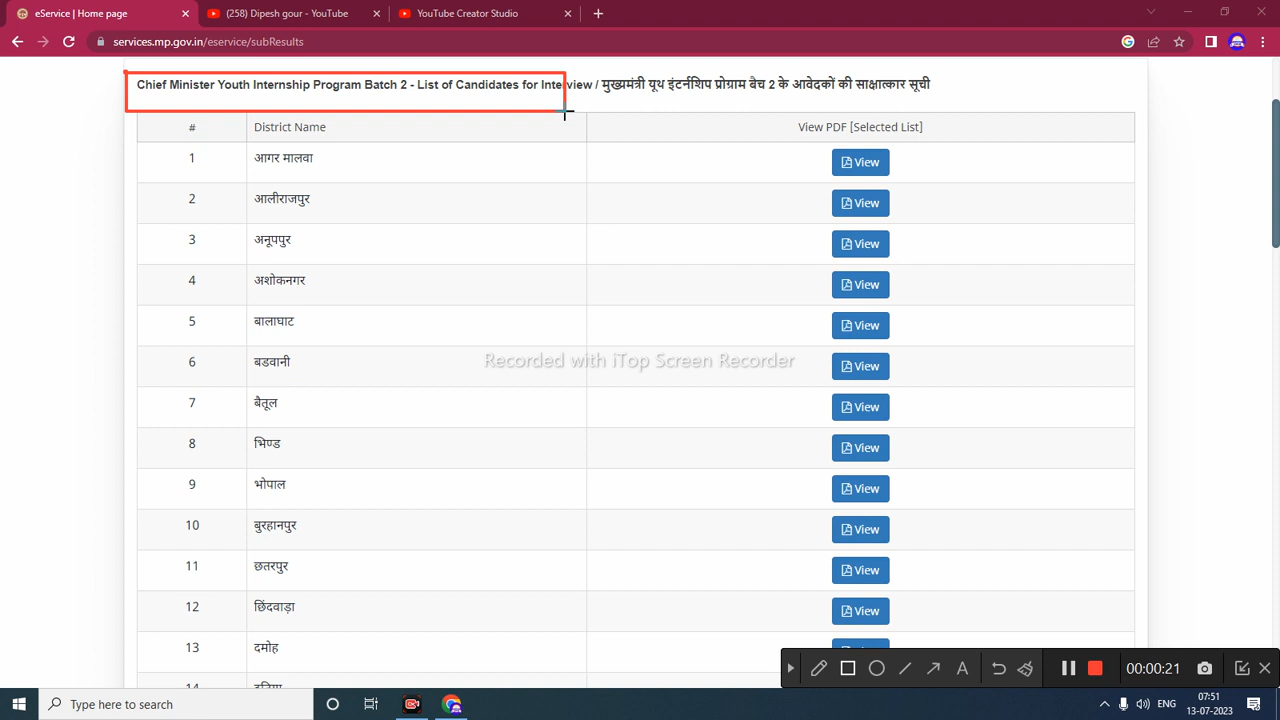 eService | Home page
(258) Dipesh gour - YouTube
YouTube Creator Studio
services.mp.gov.in/eservice/subResults
Chief Minister Youth Internship Program Batch 2 - List of Candidates for Interview / मुख्यमंत्री यूथ इंटर्नशिप प्रोग्राम बैच 2 के आवेदकों की साक्षात्कार सूची
# District Name View PDF [Selected List]
1 आगर मालवा View
2 आलीराजपुर View
3 अनूपपुर View
4 अशोकनगर View
5 बालाघाट View
Recorded with iTop Screen Recorder
6 बडवानी View
7 बैतूल View
8 भिण्ड View
9 भोपाल View
10 बुरहानपुर View
11 छतरपुर View
12 छिंदवाड़ा View
13 दमोह
A 00:00:21
Type here to search
ENG
07:51
13-07-2023